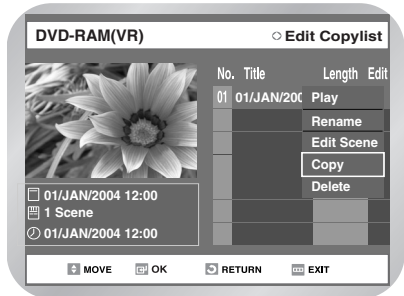 DVD-RAM(VR)
Edit Copylist
No. Title Length Edit
01 01/JAN/200
Play
Rename
Edit Scene
Copy
Delete
01/JAN/2004 12:00
1 Scene
01/JAN/2004 12:00
MOVE OK RETURN EXIT